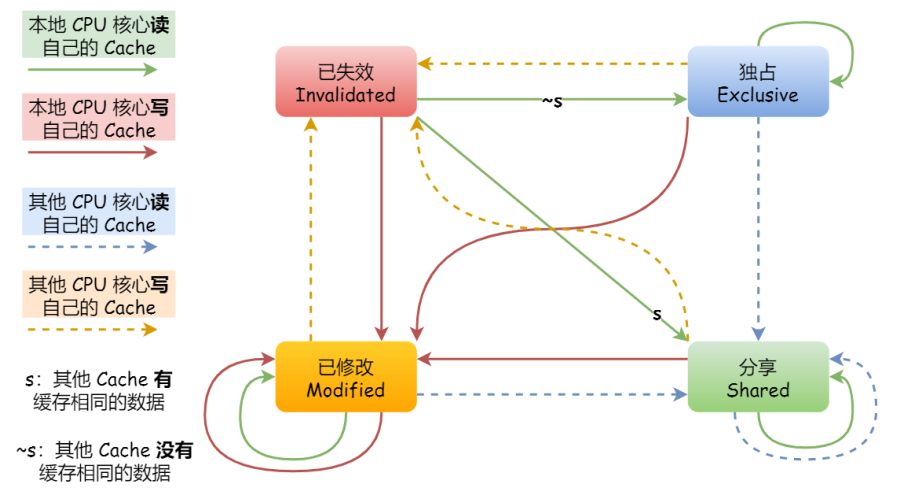 本地 CPU 核心读
自己的 Cache
本地 CPU 核心写
自己的 Cache
其他 CPU 核心读
自己的 Cache
其他 CPU 核心写
自己的 Cache
s：其他 Cache 有
缓存相同的数据
~s：其他 Cache 没有
缓存相同的数据
已失效
Invalidated
独占
Exclusive
~s
s
已修改
Modified
分享
Shared